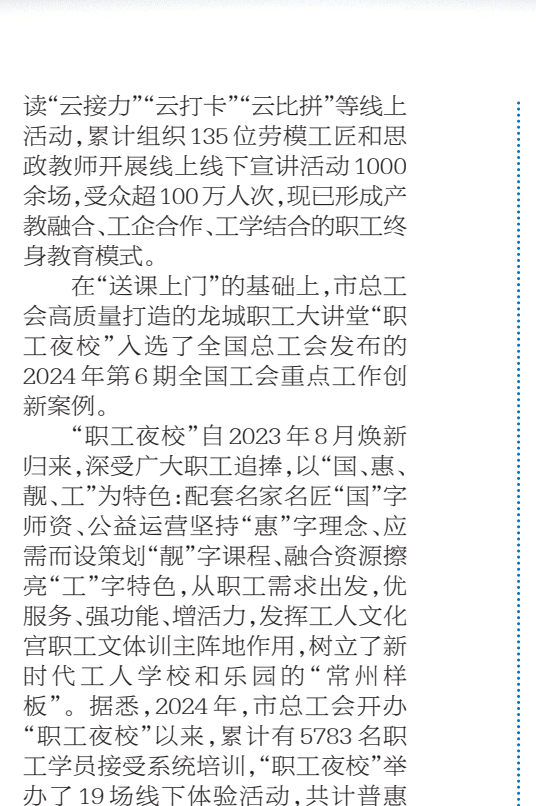 读“云接力”“云打卡”“云比拼”等线上
活动，累计组织135位劳模工匠和思
政教师开展线上线下宣讲活动1000
余场，受众超100万人次，现已形成产
教融合、工企合作、工学结合的职工终
身教育模式。
在“送课上门”的基础上，市总工
会高质量打造的龙城职工大讲堂“职
工夜校”入选了全国总工会发布的
2024年第6期全国工会重点工作创
新案例。
“职工夜校”自2023年8月焕新
归来，深受广大职工追捧，以“国、惠、
靓、工”为特色：配套名家名匠“国”字
师资、公益运营坚持“惠”字理念、应
需而设策划“靓”字课程、融合资源擦
亮“工”字特色，从职工需求出发，优
服务、强功能、增活力，发挥工人文化
宫职工文体训主阵地作用，树立了新
时代工人学校和乐园的“常州样
板”。据悉，2024年，市总工会开办
“职工夜校”以来，累计有5783名职
工学员接受系统培训，“职工夜校”举
办了19场线下体验活动，共计普惠